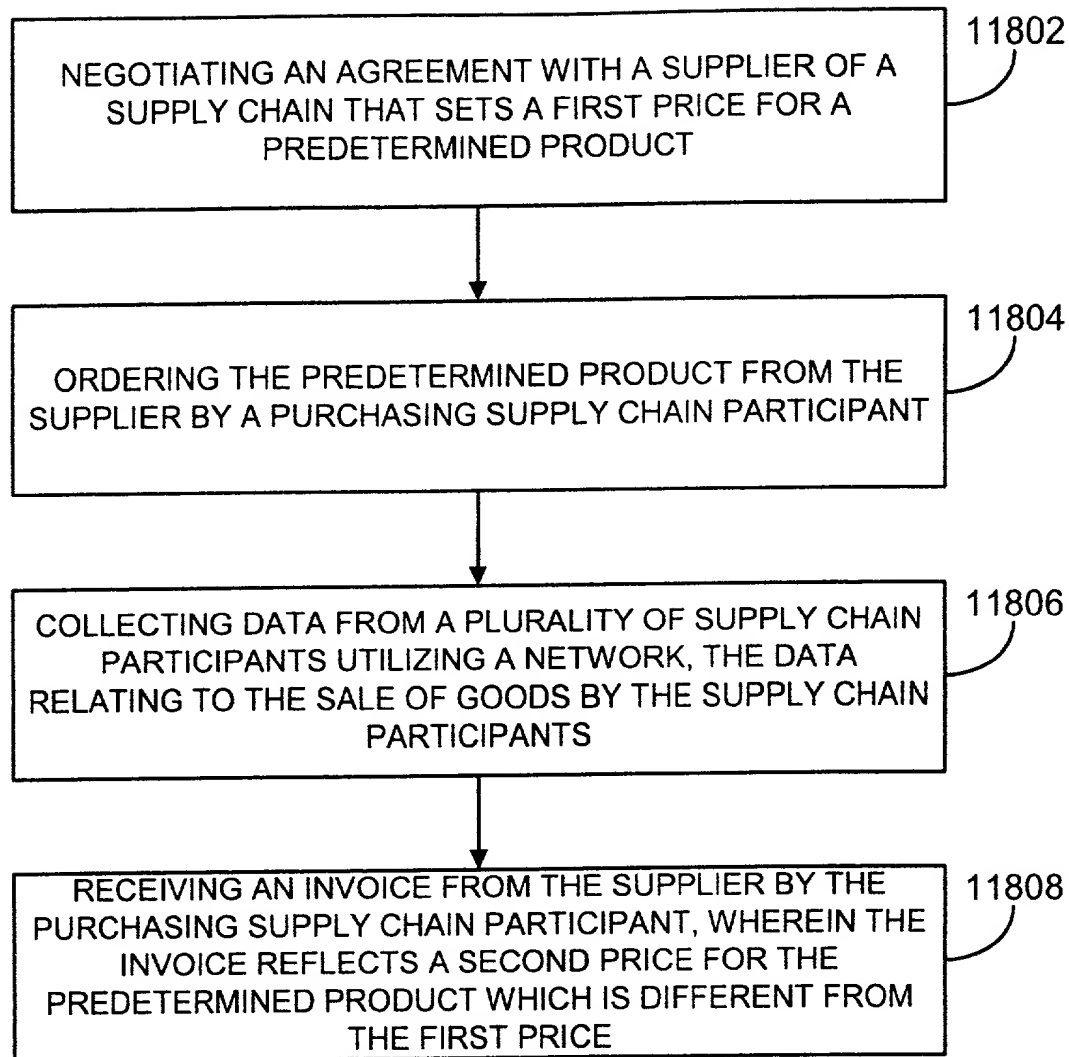 11802
NEGOTIATING AN AGREEMENT WITH A SUPPLIER OF A
SUPPLY CHAIN THAT SETS A FIRST PRICE FOR A
PREDETERMINED PRODUCT
11804
ORDERING THE PREDETERMINED PRODUCT FROM THE
SUPPLIER BY A PURCHASING SUPPLY CHAIN PARTICIPANT
11806
COLLECTING DATA FROM A PLURALITY OF SUPPLY CHAIN
PARTICIPANTS UTILIZING A NETWORK, THE DATA
RELATING TO THE SALE OF GOODS BY THE SUPPLY CHAIN
PARTICIPANTS
11808
RECEIVING AN INVOICE FROM THE SUPPLIER BY THE
PURCHASING SUPPLY CHAIN PARTICIPANT, WHEREIN THE
INVOICE REFLECTS A SECOND PRICE FOR THE
PREDETERMINED PRODUCT WHICH IS DIFFERENT FROM
THE FIRST PRICE